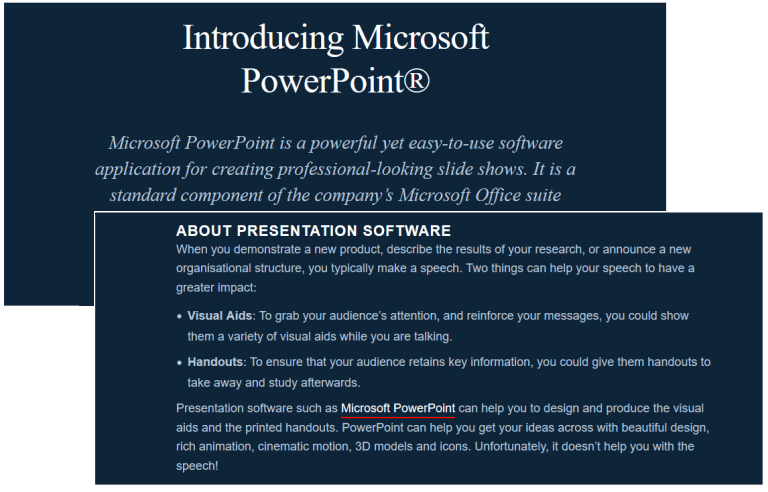 Introducing Microsoft
PowerPoint®
Microsoft PowerPoint is a powerful yet easy-to-use software
application for creating professional-looking slide shows. It is a
standard component of the company’s Microsoft Office suite
ABOUT PRESENTATION SOFTWARE
When you demonstrate a new product, describe the results of your research, or announce a new
organisational structure, you typically make a speech. Two things can help your speech to have a
greater impact:
• Visual Aids: To grab your audience’s attention, and reinforce your messages, you could show
them a variety of visual aids while you are talking.
• Handouts: To ensure that your audience retains key information, you could give them handouts to
take away and study afterwards.
Presentation software such as Microsoft PowerPoint can help you to design and produce the visual
aids and the printed handouts. PowerPoint can help you get your ideas across with beautiful design,
rich animation, cinematic motion, 3D models and icons. Unfortunately, it doesn’t help you with the
speech!